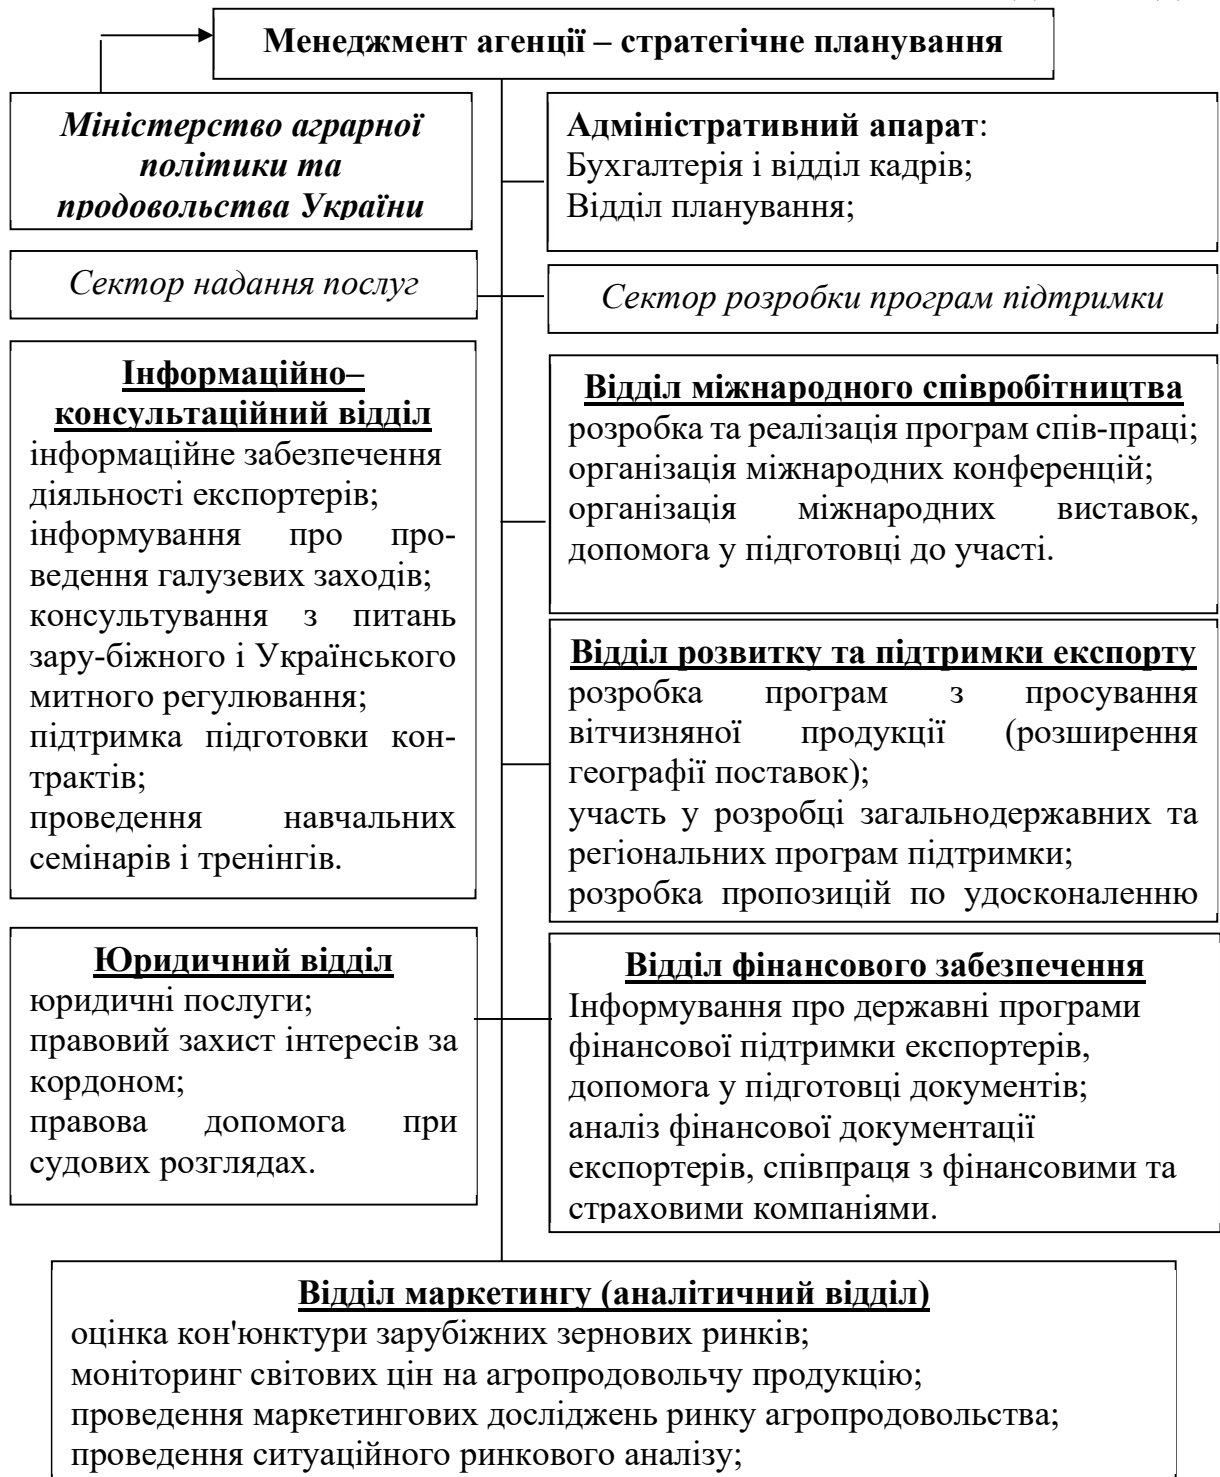 Менеджмент агенції – стратегічне планування
Міністерство аграрної
політики та
продовольства України
Адміністративний апарат:
Бухгалтерія і відділ кадрів;
Відділ планування;
Сектор надання послуг
Сектор розробки програм підтримки
Інформаційно–
консультаційний відділ
інформаційне забезпечення
діяльності експортерів;
інформування про про-
ведення галузевих заходів;
консультування з питань
зару-біжного і Українського
митного регулювання;
підтримка підготовки кон-
трактів;
проведення навчальних
семінарів і тренінгів.
Відділ міжнародного співробітництва
розробка та реалізація програм спів-праці;
організація міжнародних конференцій;
організація міжнародних виставок,
допомога у підготовці до участі.
Відділ розвитку та підтримки експорту
розробка програм з просування
вітчизняної продукції (розширення
географії поставок);
участь у розробці загальнодержавних та
регіональних програм підтримки;
розробка пропозицій по удосконаленню
Юридичний відділ
юридичні послуги;
правовий захист інтересів за
кордоном;
правова допомога при
судових розглядах.
Відділ фінансового забезпечення
Інформування про державні програми
фінансової підтримки експортерів,
допомога у підготовці документів;
аналіз фінансової документації
експортерів, співпраця з фінансовими та
страховими компаніями.
Відділ маркетингу (аналітичний відділ)
оцінка кон'юнктури зарубіжних зернових ринків;
моніторинг світових цін на агропродовольчу продукцію;
проведення маркетингових досліджень ринку агропродовольства;
проведення ситуаційного ринкового аналізу;